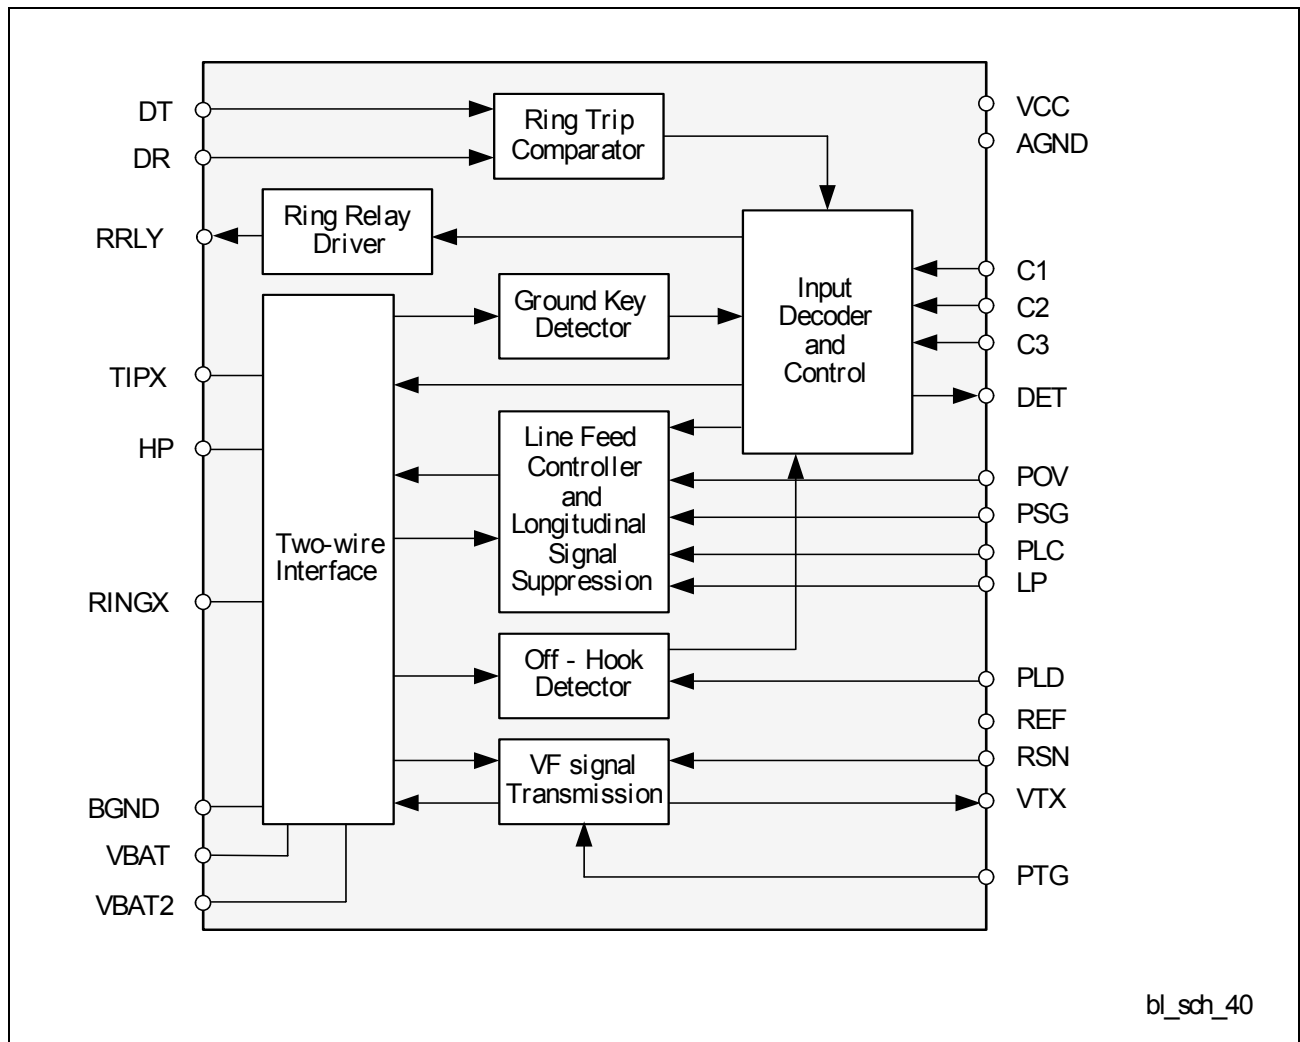 DT
DR
RRLY
TIPX
HP
RINGX
BGND
VBAT
VBAT2
Ring Trip
Comparator
Ring Relay
Driver
Ground Key
Detector
Two-wire
Interface
Line Feed
Controller
and
Longitudinal
Signal
Suppression
Off - Hook
Detector
VF signal
Transmission
Input
Decoder
and
Control
VCC
AGND
C1
C2
C3
DET
POV
PSG
PLC
LP
PLD
REF
RSN
VTX
PTG
bl_sch_40